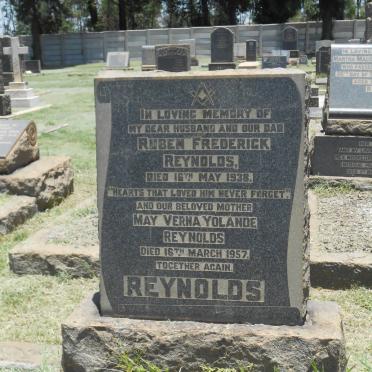 IN LOVING MEMORY OF
MY DEAR HUSBAND AND OUR DAD
RUBEN FREDERICK
REYNOLDS.
DIED 16TH MAY 1938.
"HEARTS THAT LOVED HIM NEVER FORGET".
AND OUR BELOVED MOTHER
MAY VERNA YOLANDE
REYNOLDS
DIED 16TH MARCH 1957.
TOGETHER AGAIN.
REYNOLDS